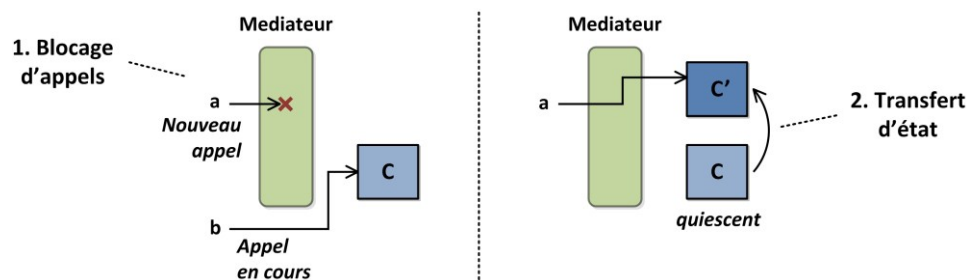 Mediateur
1. Blocage
d'appels
a
Nouveau
appel
C
b
Appel
en cours
Mediateur
a
C'
2. Transfert
d'état
C
quiescent